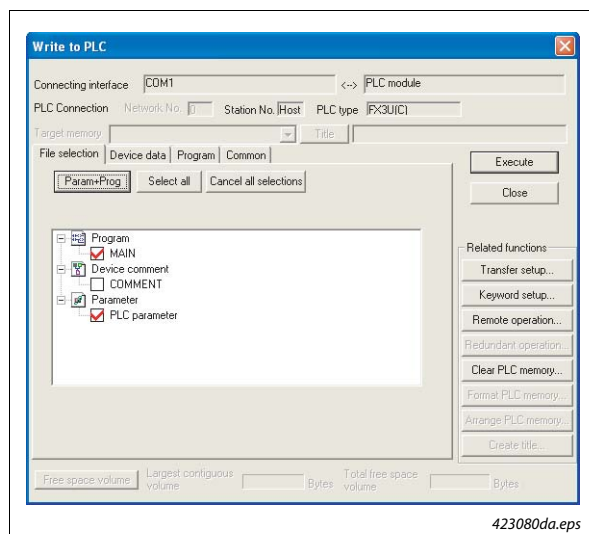 Write to PLC
Connecting interface COM1 <--> PLC module
PLC Connection Network No. 0 Station No. Host PLC type FX3U(C)
Target memory Title
File selection Device data Program Common
Execute
Param+Prog Select all Cancel all selections
Close
Program
MAIN
Device comment
COMMENT
Parameter
PLC parameter
Related functions
Transfer setup...
Keyword setup...
Remote operation...
Redundant operation...
Clear PLC memory...
Format PLC memory...
Arrange PLC memory...
Create title...
Free space volume Largest contiguous volume Bytes Total free space volume Bytes
423080da.eps